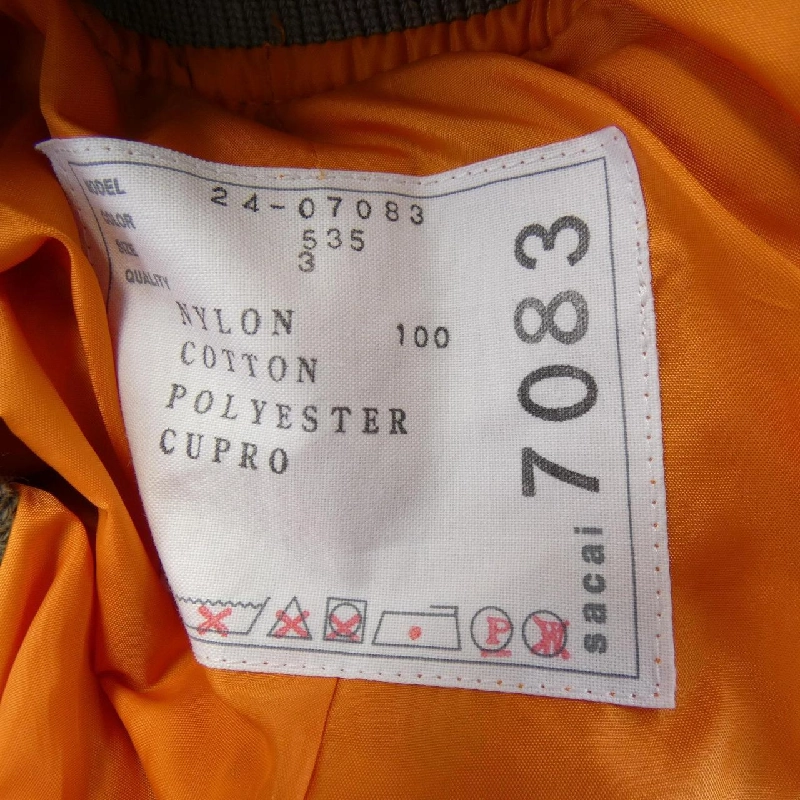 MODEL 24-07083
COLOR 535
SIZE 3
QUALITY
NYLON 100
COTTON
POLYESTER
CUPRO
P
W
sacai 7083